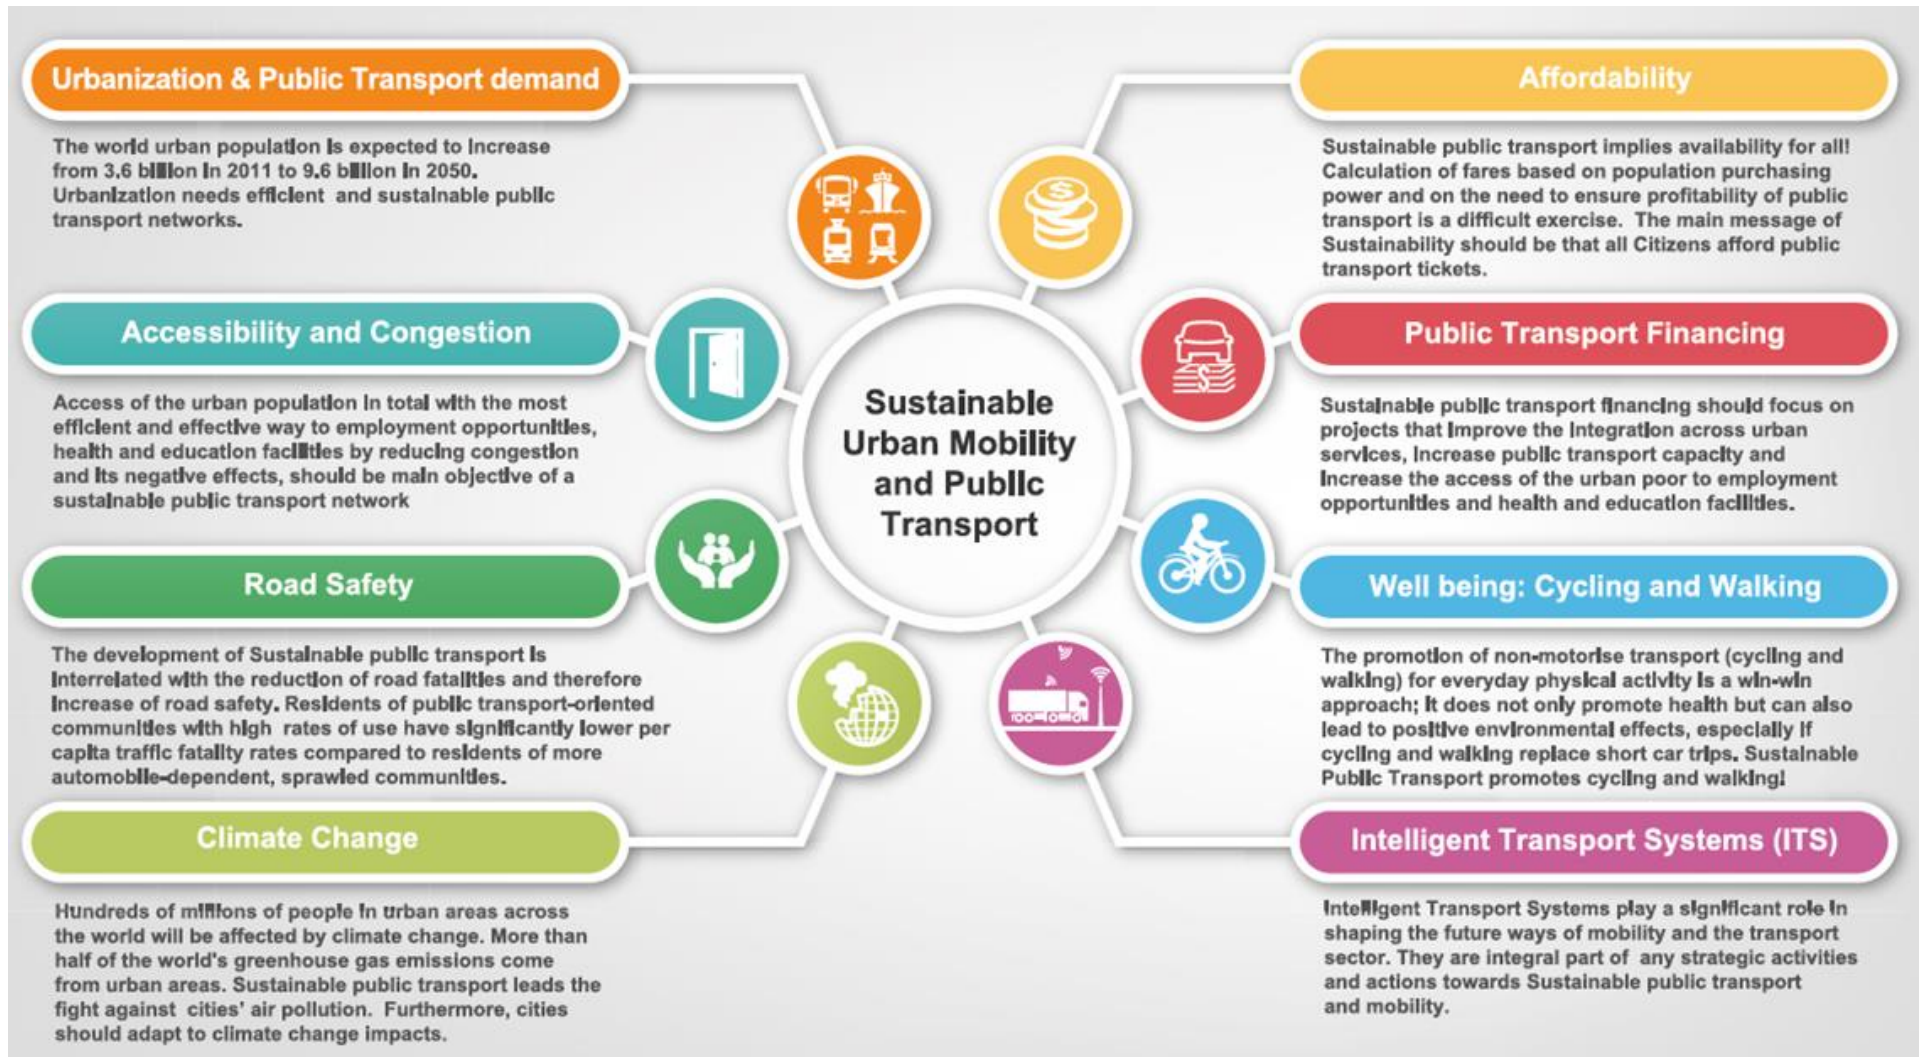 Urbanization & Public Transport demand
The world urban population is expected to increase
from 3.6 billion in 2011 to 9.6 billion in 2050.
Urbanization needs efficient and sustainable public
transport networks.
Accessibility and Congestion
Access of the urban population in total with the most
efficient and effective way to employment opportunities,
health and education facilities by reducing congestion
and its negative effects, should be main objective of a
sustainable public transport network
Road Safety
The development of Sustainable public transport is
interrelated with the reduction of road fatalities and therefore
increase of road safety. Residents of public transport-oriented
communities with high rates of use have significantly lower per
capita traffic fatality rates compared to residents of more
automobile-dependent, sprawled communities.
Climate Change
Hundreds of millions of people in urban areas across
the world will be affected by climate change. More than
half of the world's greenhouse gas emissions come
from urban areas. Sustainable public transport leads the
fight against cities' air pollution. Furthermore, cities
should adapt to climate change impacts.
Sustainable
Urban Mobility
and Public
Transport
Affordability
Sustainable public transport implies availability for all!
Calculation of fares based on population purchasing
power and on the need to ensure profitability of public
transport is a difficult exercise. The main message of
Sustainability should be that all Citizens afford public
transport tickets.
Public Transport Financing
Sustainable public transport financing should focus on
projects that improve the integration across urban
services, increase public transport capacity and
increase the access of the urban poor to employment
opportunities and health and education facilities.
Well being: Cycling and Walking
The promotion of non-motorise transport (cycling and
walking) for everyday physical activity is a win-win
approach; it does not only promote health but can also
lead to positive environmental effects, especially if
cycling and walking replace short car trips. Sustainable
Public Transport promotes cycling and walking!
Intelligent Transport Systems (ITS)
Intelligent Transport Systems play a significant role in
shaping the future ways of mobility and the transport
sector. They are integral part of any strategic activities
and actions towards Sustainable public transport
and mobility.